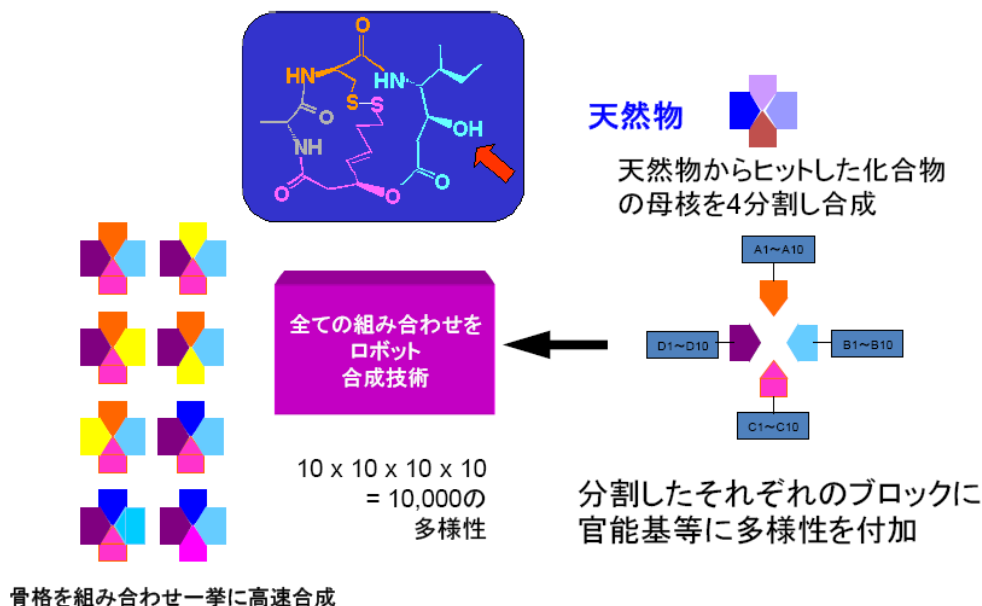 O
O
HN
HN
S
S
O
NH
OH
O
O
O
天然物
天然物からヒットした化合物
の母核を4分割し合成
A1～A10
D1～D10
B1～B10
C1～C10
全ての組み合わせを
ロボット
合成技術
10 x 10 x 10 x 10
= 10,000の
多様性
分割したそれぞれのブロックに
官能基等に多様性を付加
骨格を組み合わせ一挙に高速合成